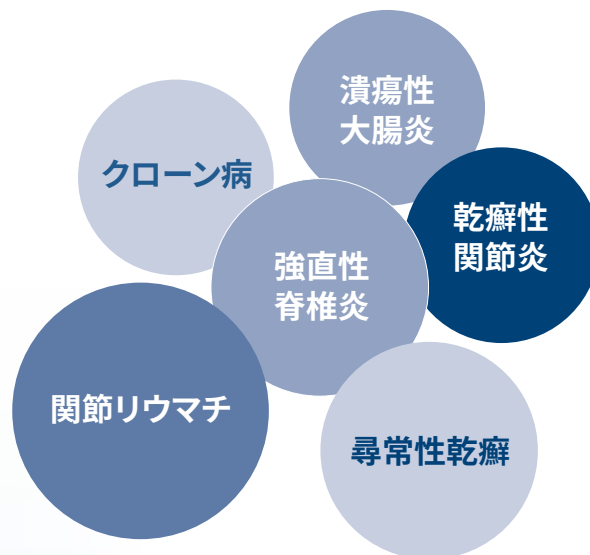 潰瘍性
大腸炎
クローン病
乾癬性
関節炎
強直性
脊椎炎
関節リウマチ
尋常性乾癬